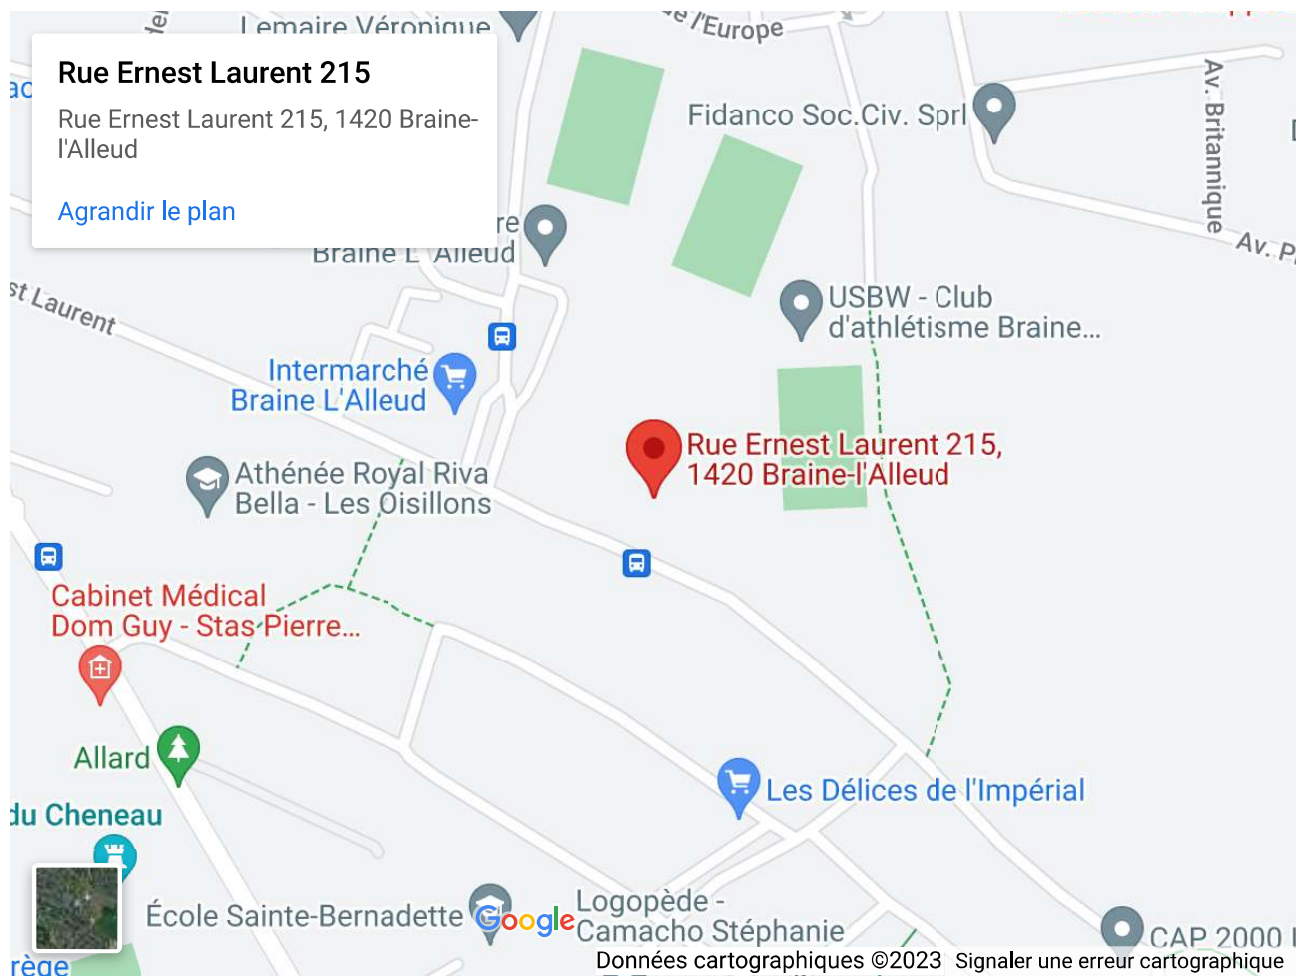 Lemaire Véronique
de l'Europe
Rue Ernest Laurent 215
Rue Ernest Laurent 215, 1420 Braine-
l'Alleud
Agrandir le plan
Fidanco Soc.Civ. Sprl
Av. Britannique
re
Braine L'Alleud
Av. P
st Laurent
USBW - Club
d'athlétisme Braine...
Intermarché
Braine L'Alleud
Rue Ernest Laurent 215,
1420 Braine-l'Alleud
Athénée Royal Riva
Bella - Les Oisillons
Cabinet Médical
Dom Guy - Stas Pierre...
Allard
Les Délices de l'Impérial
du Cheneau
École Sainte-Bernadette
Google
Logopède -
Camacho Stéphanie
CAP 2000
rège
Données cartographiques ©2023
Signaler une erreur cartographique